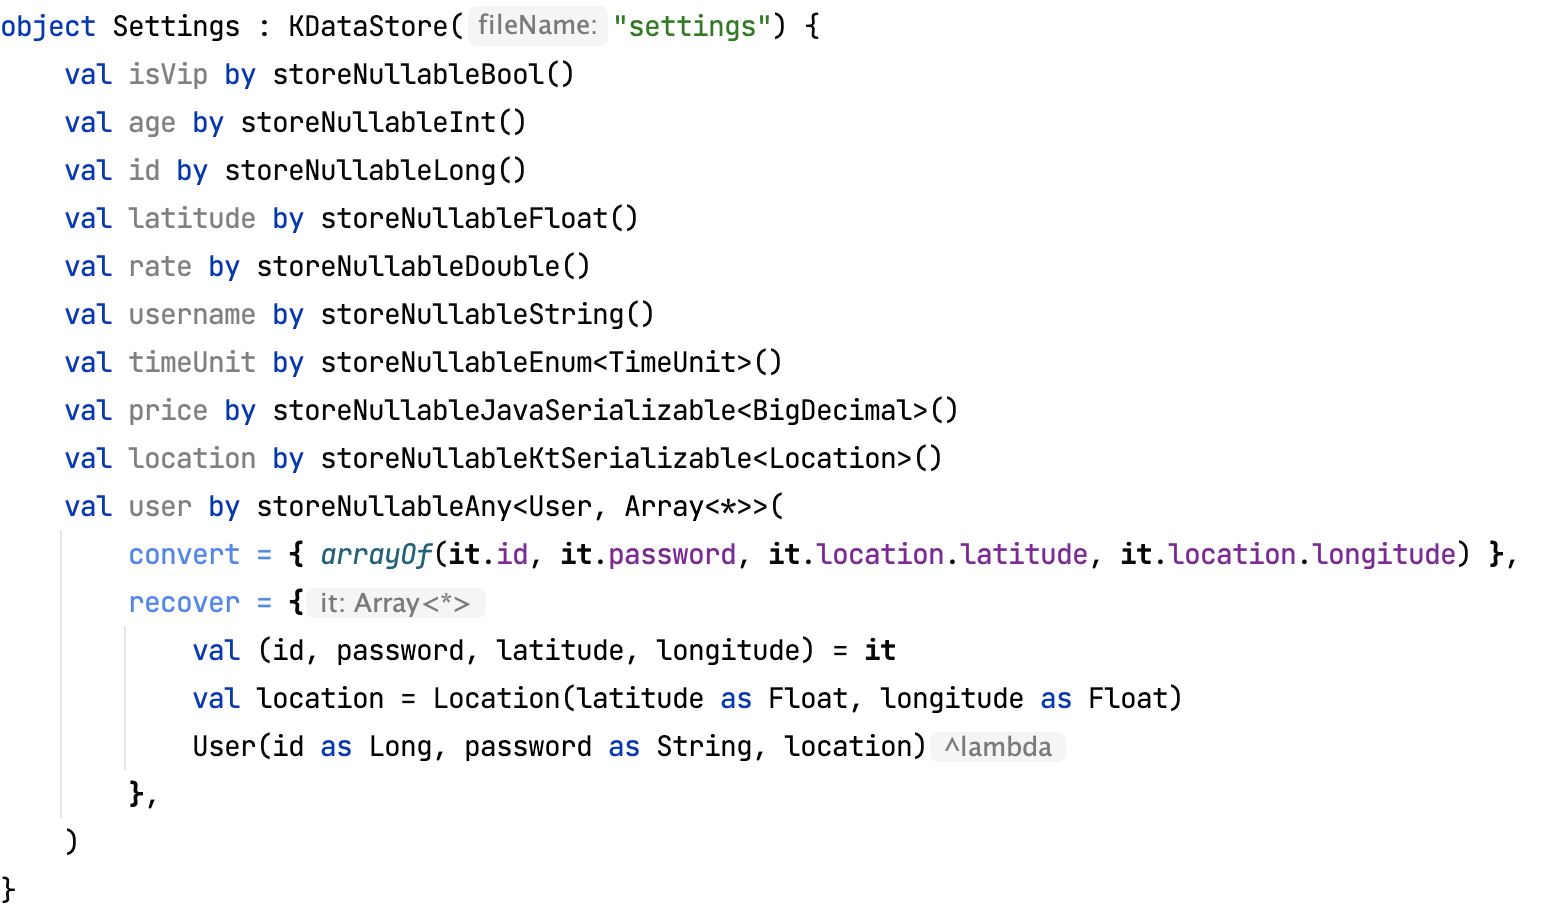 object Settings : KDataStore( fileName: "settings") {
    val isVip by storeNullableBool()
    val age by storeNullableInt()
    val id by storeNullableLong()
    val latitude by storeNullableFloat()
    val rate by storeNullableDouble()
    val username by storeNullableString()
    val timeUnit by storeNullableEnum<TimeUnit>()
    val price by storeNullableJavaSerializable<BigDecimal>()
    val location by storeNullableKtSerializable<Location>()
    val user by storeNullableAny<User, Array<*>>(
        convert = { arrayOf(it.id, it.password, it.location.latitude, it.location.longitude) },
        recover = { it: Array<*>
            val (id, password, latitude, longitude) = it
            val location = Location(latitude as Float, longitude as Float)
            User(id as Long, password as String, location) ^lambda
        },
    )
}